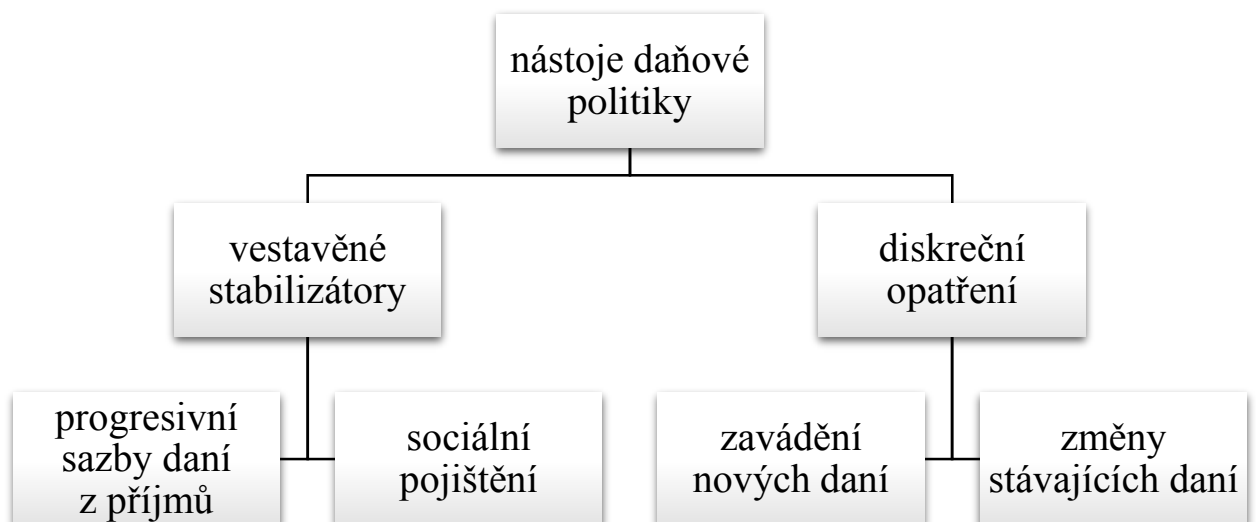 nástoje daňové
politiky
vestavěné
stabilizátory
diskreční
opatření
progresivní
sazby daní
z příjmů
sociální
pojištění
zavádění
nových daní
změny
stávajících daní